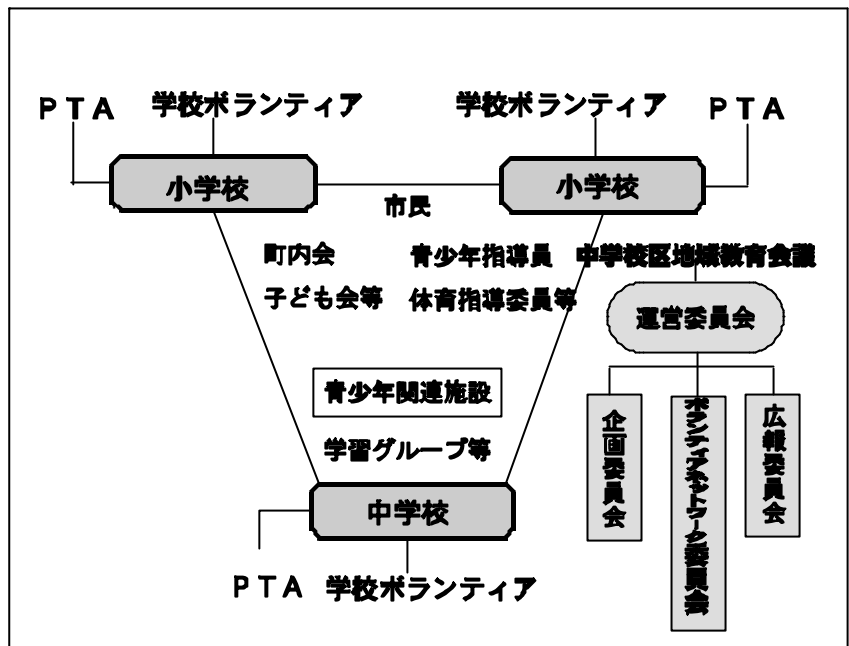 ＰＴＡ　学校ボランティア　学校ボランティア　ＰＴＡ
小学校　小学校
市民
町内会　青少年指導員　中学校区地域教育会議
子ども会等　体育指導委員等
運営委員会
青少年関連施設
学習グループ等
企画委員会
ボランティアネットワーク委員会
広報委員会
中学校
ＰＴＡ　学校ボランティア